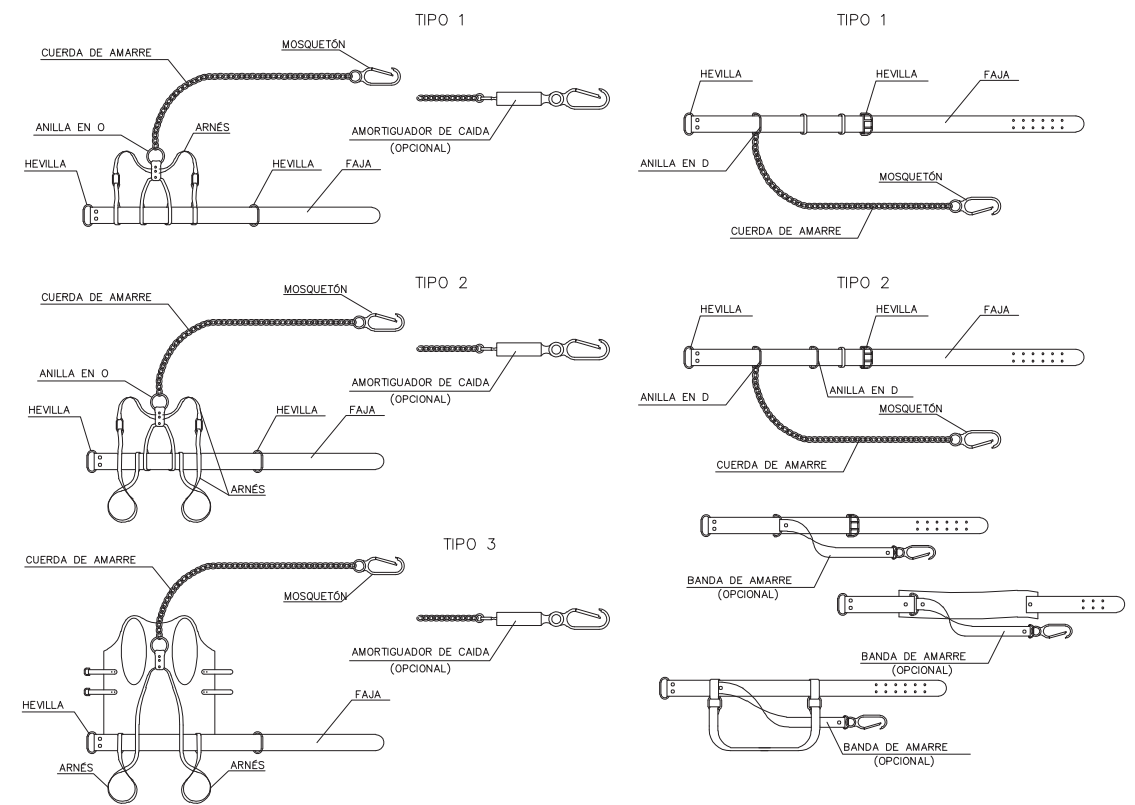 TIPO 1
CUERDA DE AMARRE
MOSQUETÓN
ANILLA EN O
ARNÉS
AMORTIGUADOR DE CAIDA
(OPCIONAL)
HEVILLA
HEVILLA
FAJA
TIPO 2
CUERDA DE AMARRE
MOSQUETÓN
ANILLA EN O
AMORTIGUADOR DE CAIDA
(OPCIONAL)
HEVILLA
HEVILLA
FAJA
ARNÉS
TIPO 3
CUERDA DE AMARRE
MOSQUETÓN
AMORTIGUADOR DE CAIDA
(OPCIONAL)
HEVILLA
FAJA
ARNÉS
ARNÉS
TIPO 1
HEVILLA
HEVILLA
FAJA
ANILLA EN D
MOSQUETÓN
CUERDA DE AMARRE
TIPO 2
HEVILLA
HEVILLA
FAJA
ANILLA EN D
ANILLA EN D
MOSQUETÓN
CUERDA DE AMARRE
BANDA DE AMARRE
(OPCIONAL)
BANDA DE AMARRE
(OPCIONAL)
BANDA DE AMARRE
(OPCIONAL)